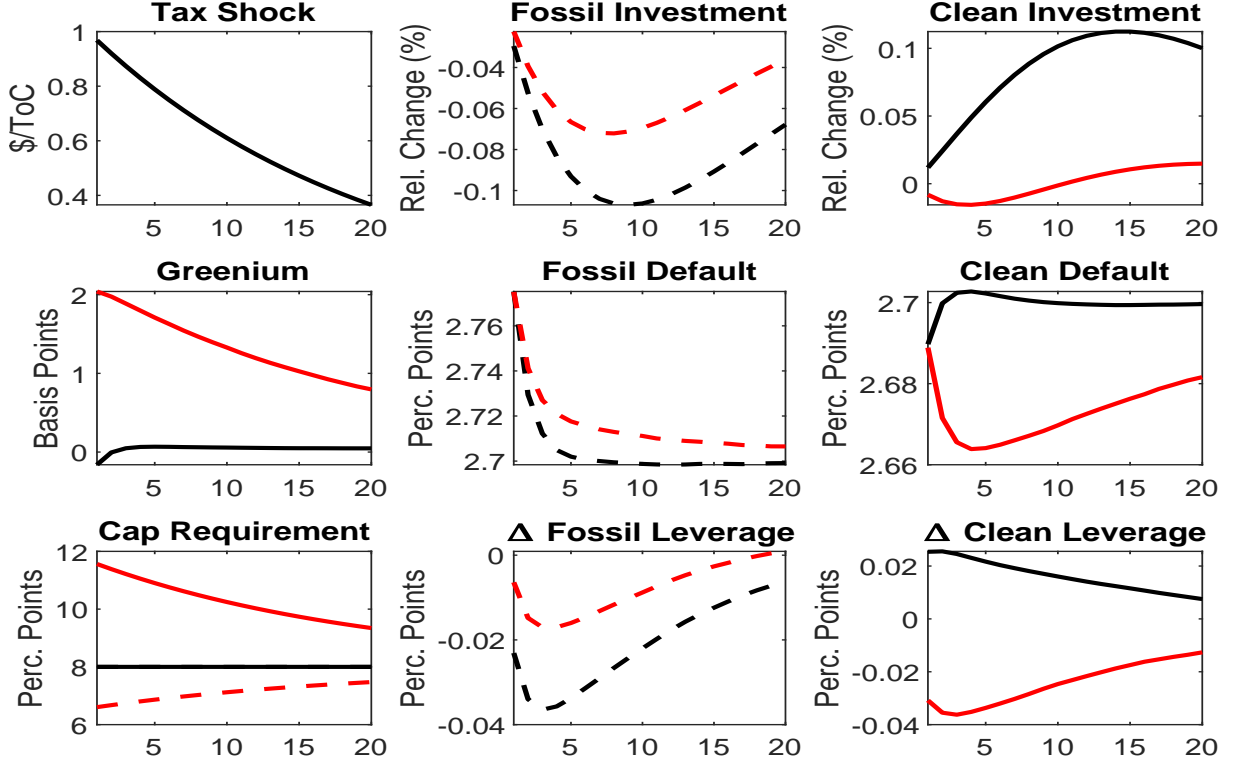 Tax Shock
$/ToC
1
0.8
0.6
0.4
5 10 15 20
Fossil Investment
Rel. Change (%)
-0.04
-0.06
-0.08
-0.1
5 10 15 20
Clean Investment
Rel. Change (%)
0.1
0.05
0
5 10 15 20
Greenium
Basis Points
2
1
0
5 10 15 20
Fossil Default
Perc. Points
2.76
2.74
2.72
2.7
5 10 15 20
Clean Default
Perc. Points
2.7
2.68
2.66
5 10 15 20
Cap Requirement
Perc. Points
12
10
8
6
5 10 15 20
Δ Fossil Leverage
Perc. Points
0
-0.02
-0.04
5 10 15 20
Δ Clean Leverage
Perc. Points
0.02
0
-0.02
-0.04
5 10 15 20